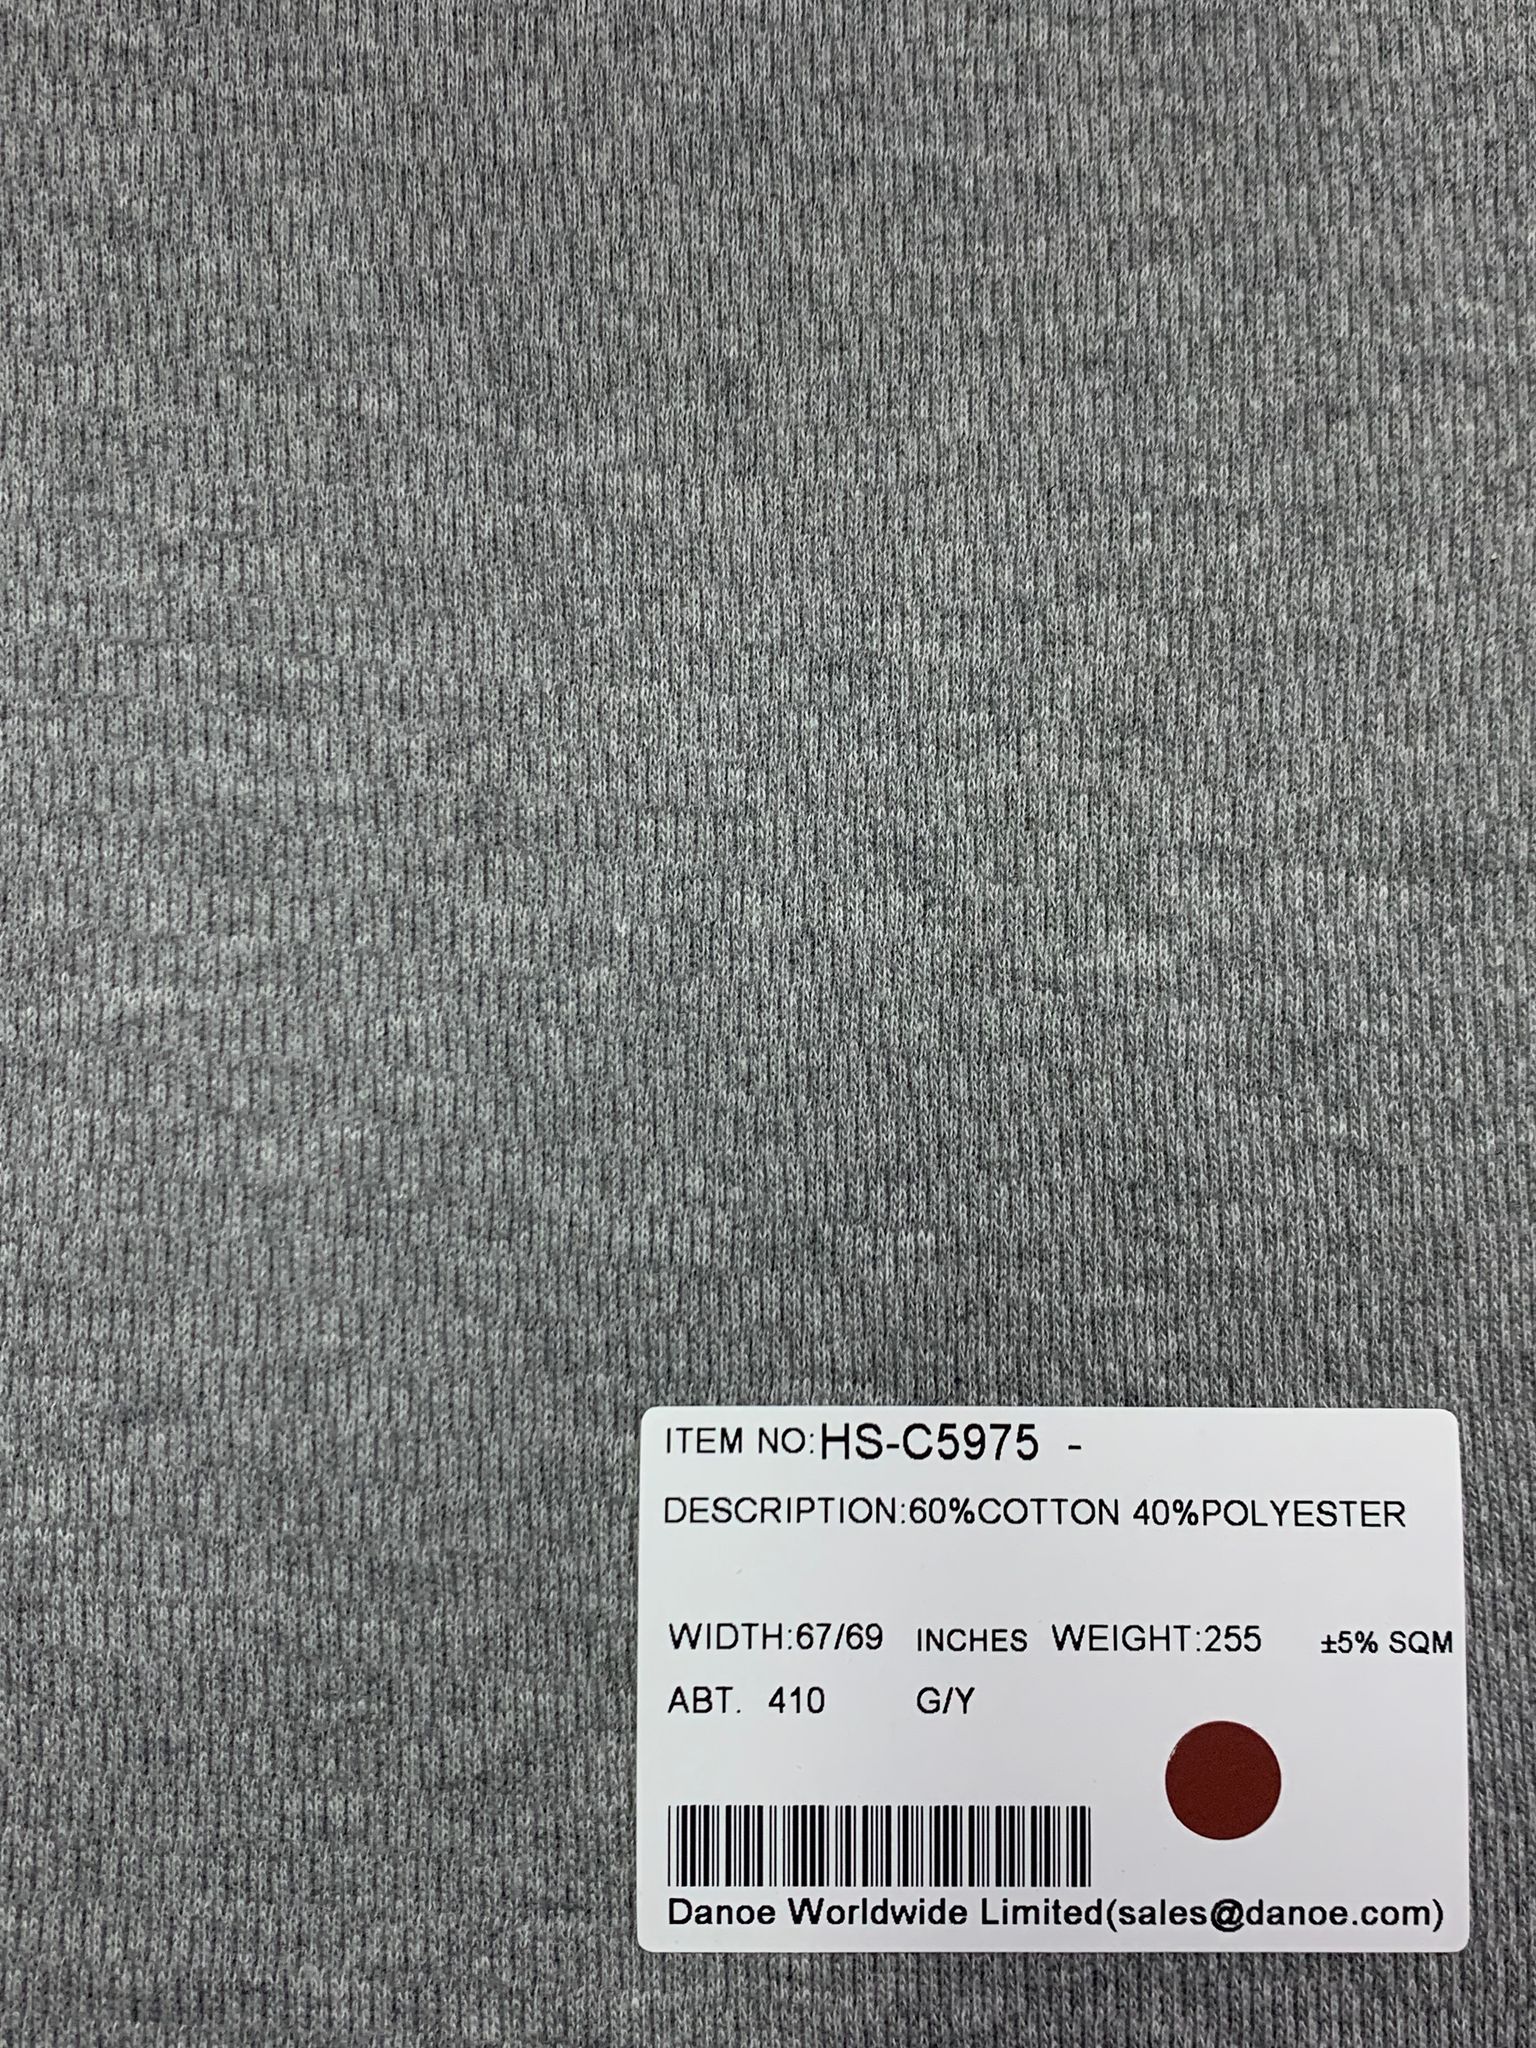 ITEM NO:HS-C5975 -
DESCRIPTION:60%COTTON 40%POLYESTER
WIDTH:67/69 INCHES WEIGHT:255 ±5% SQM
ABT. 410 G/Y
Danoe Worldwide Limited(sales@danoe.com)